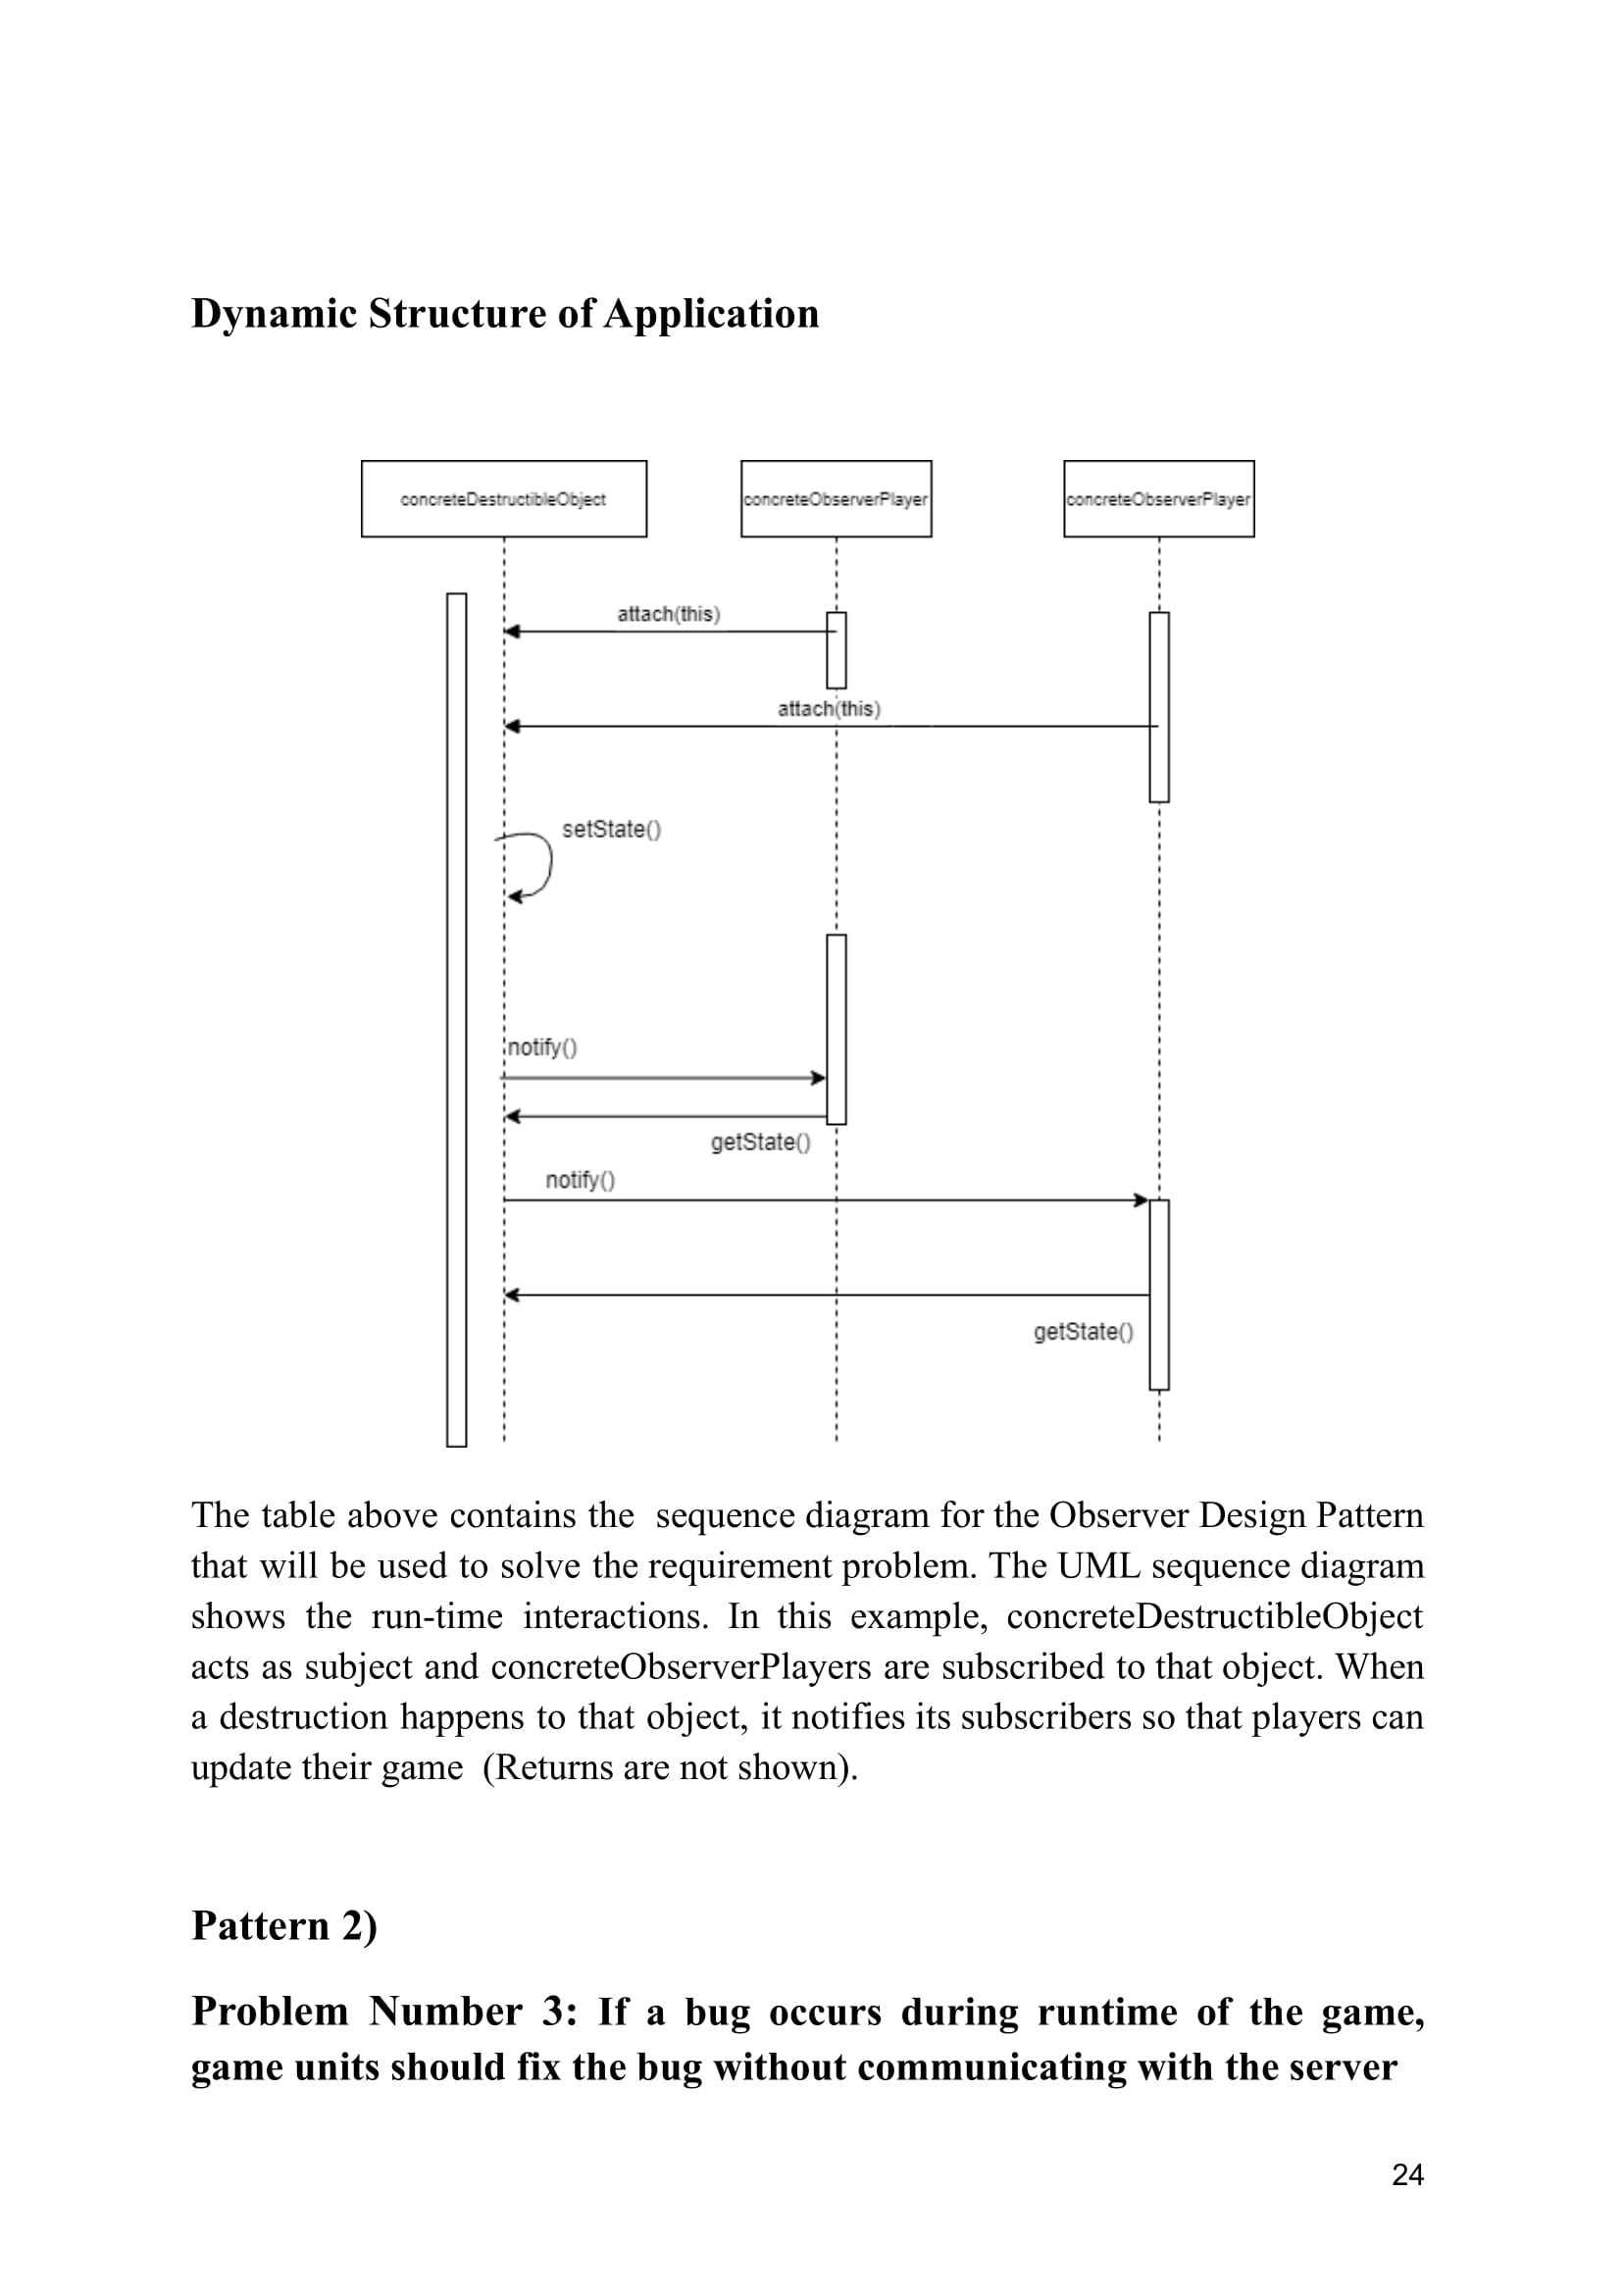 Dynamic Structure of Application
concreteDestructibleObject
concreteObserverPlayer
concreteObserverPlayer
attach(this)
attach(this)
setState()
notify()
getState()
notify()
getState()
The table above contains the  sequence diagram for the Observer Design Pattern
that will be used to solve the requirement problem. The UML sequence diagram
shows the run-time interactions. In this example, concreteDestructibleObject
acts as subject and concreteObserverPlayers are subscribed to that object. When
a destruction happens to that object, it notifies its subscribers so that players can
update their game  (Returns are not shown).
Pattern 2)
Problem Number 3: If a bug occurs during runtime of the game,
game units should fix the bug without communicating with the server
24